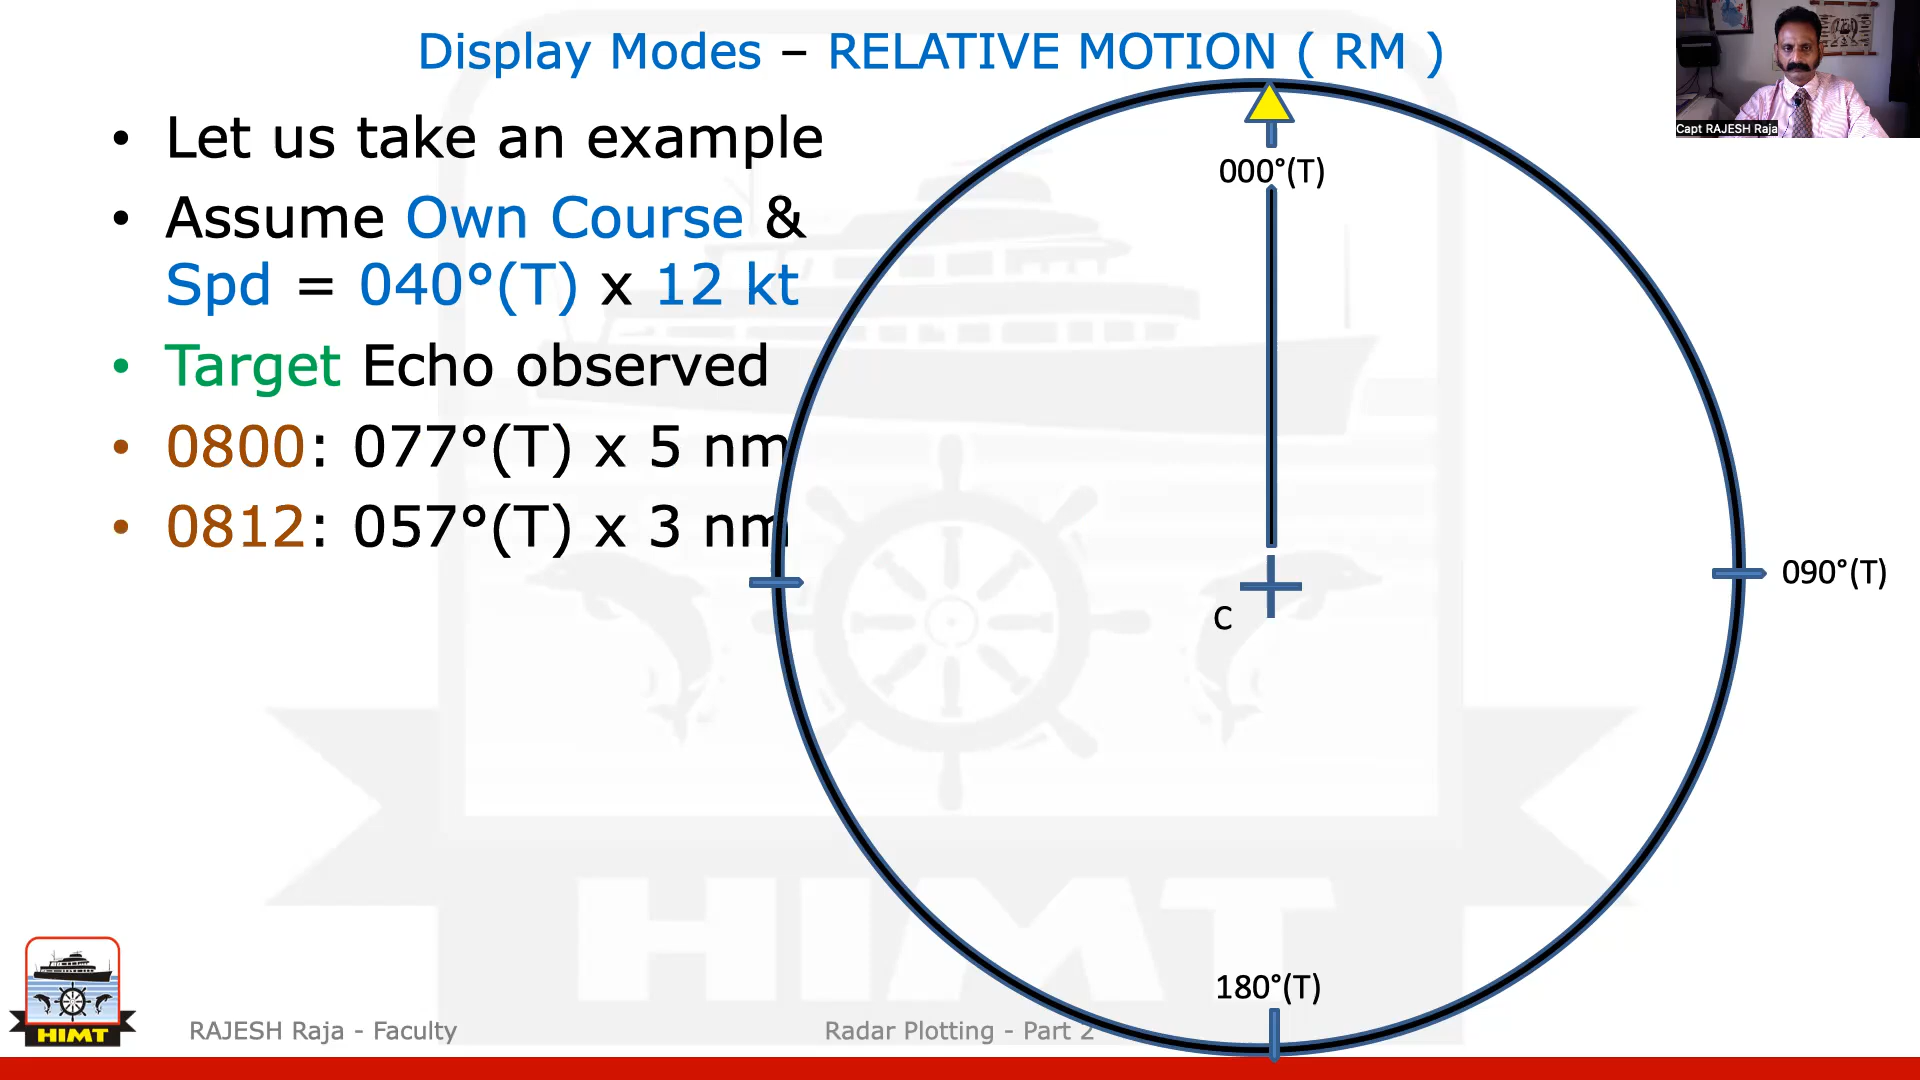 Display Modes – RELATIVE MOTION ( RM )
Capt RAJESH Raja
• Let us take an example
• Assume Own Course &
Spd = 040°(T) x 12 kt
• Target Echo observed
• 0800: 077°(T) x 5 nm
• 0812: 057°(T) x 3 nm
000°(T)
090°(T)
C
180°(T)
HIMT
HIMT
RAJESH Raja - Faculty
Radar Plotting - Part 2